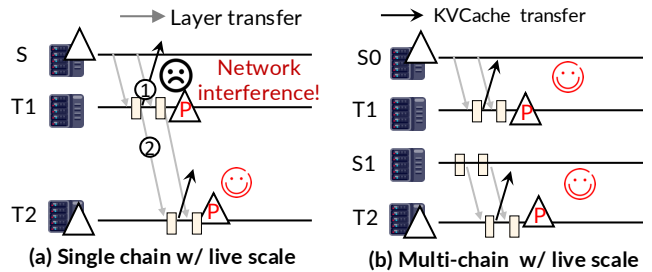 Layer transfer
KVCache transfer
S
T1
T2
1
2
Network
interference!
P
P
(a) Single chain w/ live scale
S0
T1
S1
T2
P
P
(b) Multi-chain w/ live scale